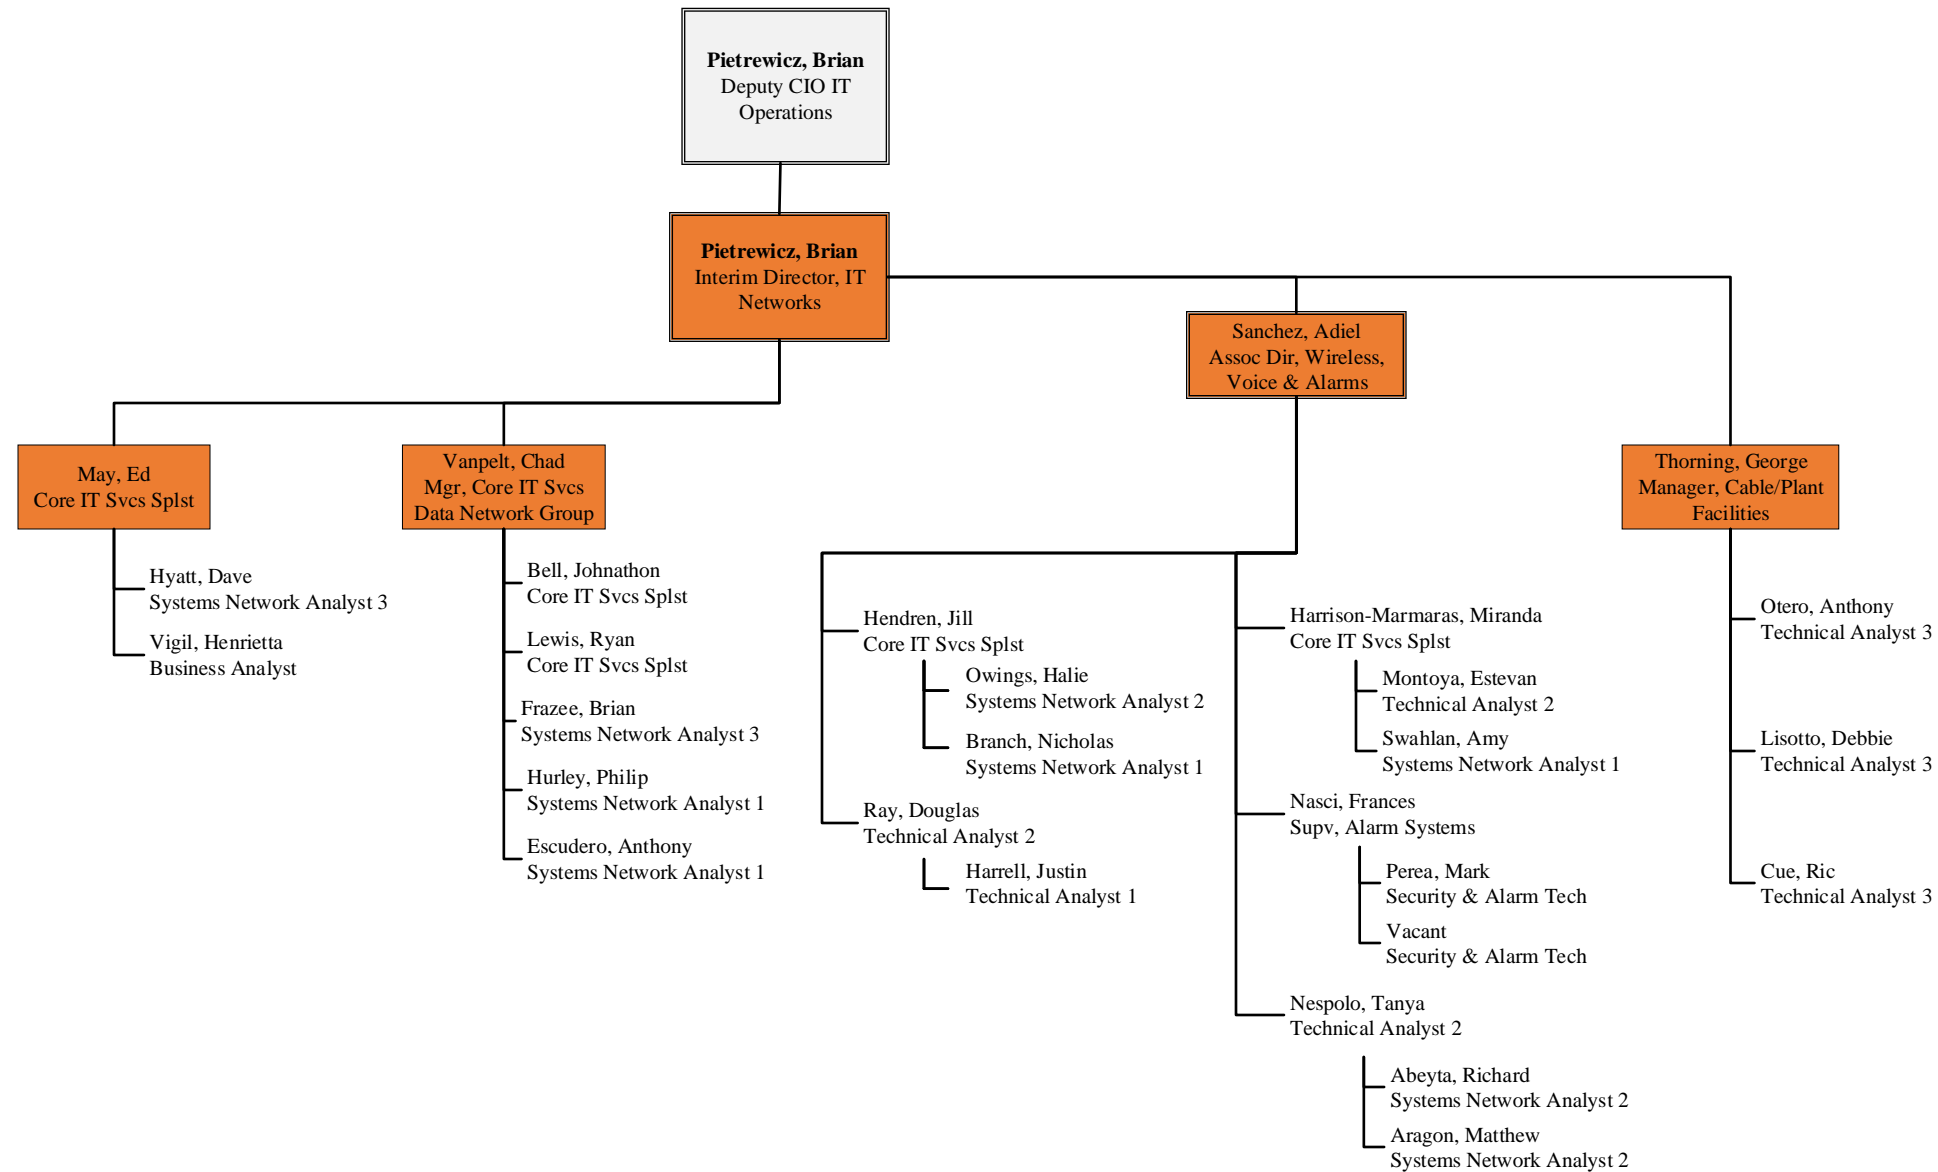 Pietrewicz, Brian
Deputy CIO IT
Operations
Pietrewicz, Brian
Interim Director, IT
Networks
Sanchez, Adiel
Assoc Dir, Wireless,
Voice & Alarms
May, Ed
Core IT Svcs Splst
Vanpelt, Chad
Mgr, Core IT Svcs
Data Network Group
Thorning, George
Manager, Cable/Plant
Facilities
Hyatt, Dave
Systems Network Analyst 3
Vigil, Henrietta
Business Analyst
Bell, Johnathon
Core IT Svcs Splst
Lewis, Ryan
Core IT Svcs Splst
Frazee, Brian
Systems Network Analyst 3
Hurley, Philip
Systems Network Analyst 1
Escudero, Anthony
Systems Network Analyst 1
Hendren, Jill
Core IT Svcs Splst
Owings, Halie
Systems Network Analyst 2
Branch, Nicholas
Systems Network Analyst 1
Ray, Douglas
Technical Analyst 2
Harrell, Justin
Technical Analyst 1
Harrison-Marmaras, Miranda
Core IT Svcs Splst
Montoya, Estevan
Technical Analyst 2
Swahlan, Amy
Systems Network Analyst 1
Nasci, Frances
Supv, Alarm Systems
Perea, Mark
Security & Alarm Tech
Vacant
Security & Alarm Tech
Nespolo, Tanya
Technical Analyst 2
Abeyta, Richard
Systems Network Analyst 2
Aragon, Matthew
Systems Network Analyst 2
Otero, Anthony
Technical Analyst 3
Lisotto, Debbie
Technical Analyst 3
Cue, Ric
Technical Analyst 3